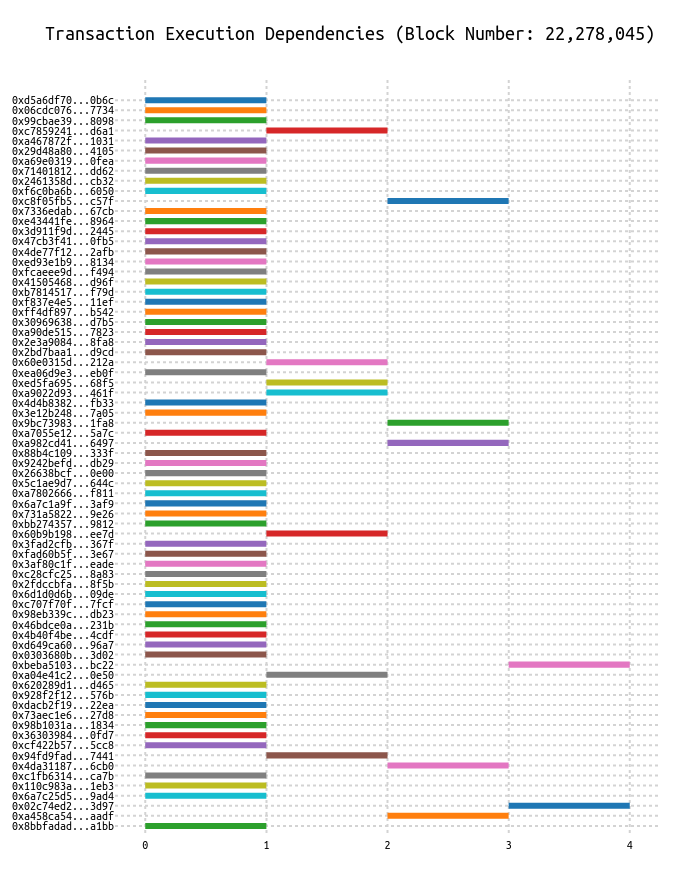 Transaction Execution Dependencies (Block Number: 22,278,045)
0xd5a6df70...0b6c
0x06cdc076...7734
0x99cbae39...8098
0xc7859241...d6a1
0xa467872f...1031
0x29d48a80...4105
0xa69e0319...0fea
0x71401812...dd62
0x2461358d...cb32
0xf6c0ba6b...6050
0xc8f05fb5...c57f
0x7336edab...67cb
0xe43441fe...8964
0x3d911f9d...2445
0x47cb3f41...0fb5
0x4de77f12...2afb
0xed93e1b9...8134
0xfcaeee9d...f494
0x41505468...d96f
0xb7814517...f79d
0xf837e4e5...11ef
0xff4df897...b542
0x30969638...d7b5
0xa90de515...7823
0x2e3a9084...8fa8
0x2bd7baa1...d9cd
0x60e0315d...212a
0xea06d9e3...eb0f
0xed5fa695...68f5
0xa9022d93...461f
0x4d4b8382...fb33
0x3e12b248...7a05
0x9bc73983...1fa8
0xa7055e12...5a7c
0xa982cd41...6497
0x88b4c109...333f
0x9242befd...db29
0x26638bcf...0e00
0x5c1ae9d7...644c
0xa7802666...f811
0x6a7c1a9f...3af9
0x731a5822...9e26
0xbb274357...9812
0x60b9b198...ee7d
0x3fad2cfb...367f
0xfad60b5f...3e67
0x3af80c1f...eade
0xc28cfc25...8a83
0x2fdccbfa...8f5b
0x6d1d0d6b...09de
0xc707f70f...7fcf
0x98eb339c...db23
0x46bdce0a...231b
0x4b40f4be...4cdf
0xd649ca60...96a7
0x0303680b...3d02
0xbeba5103...bc22
0xa04e41c2...0e50
0x620289d1...d465
0x928f2f12...576b
0xdacb2f19...22ea
0x73aec1e6...27d8
0x98b1031a...1834
0x36303984...0fd7
0xcf422b57...5cc8
0x94fd9fad...7441
0x4da31187...6cb0
0xc1fb6314...ca7b
0x110c983a...1eb3
0x6a7c25d5...9ad4
0x02c74ed2...3d97
0xa458ca54...aadf
0x8bbfadad...a1bb
0 1 2 3 4